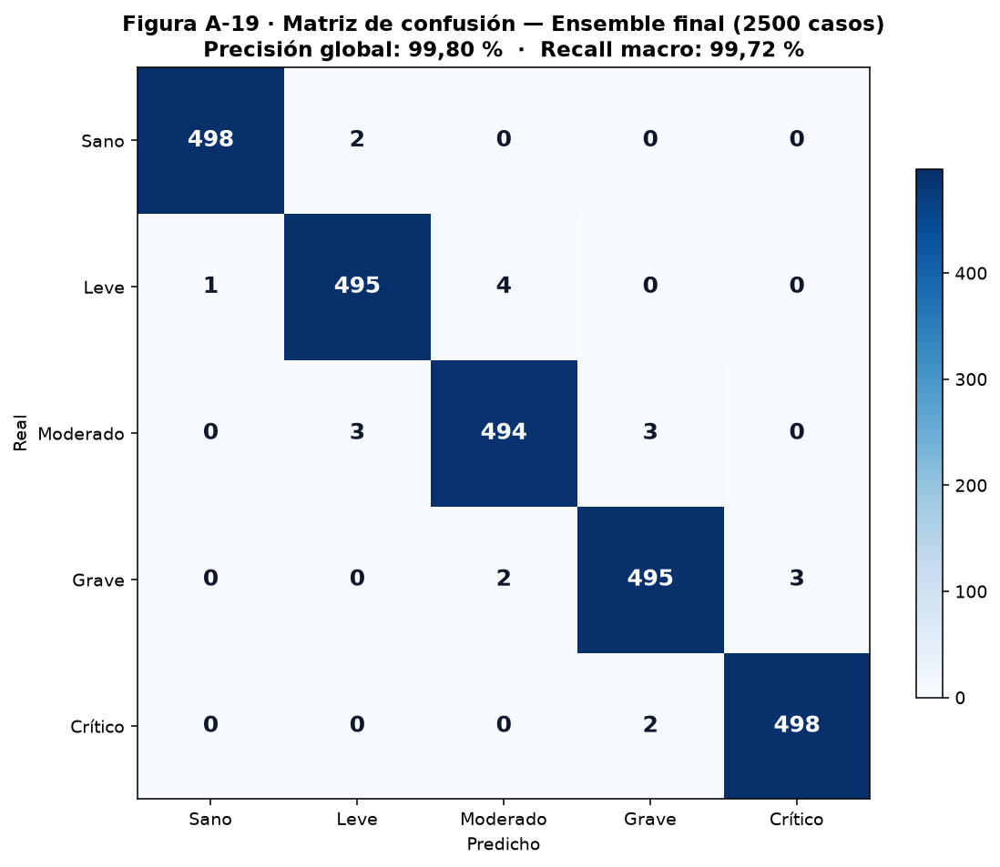 Figura A-19 · Matriz de confusión — Ensemble final (2500 casos)
Precisión global: 99,80 % · Recall macro: 99,72 %
Sano 498 2 0 0 0
Leve 1 495 4 0 0
Moderado 0 3 494 3 0
Grave 0 0 2 495 3
Crítico 0 0 0 2 498
Real
Sano Leve Moderado Grave Crítico
Predicho
400
300
200
100
0